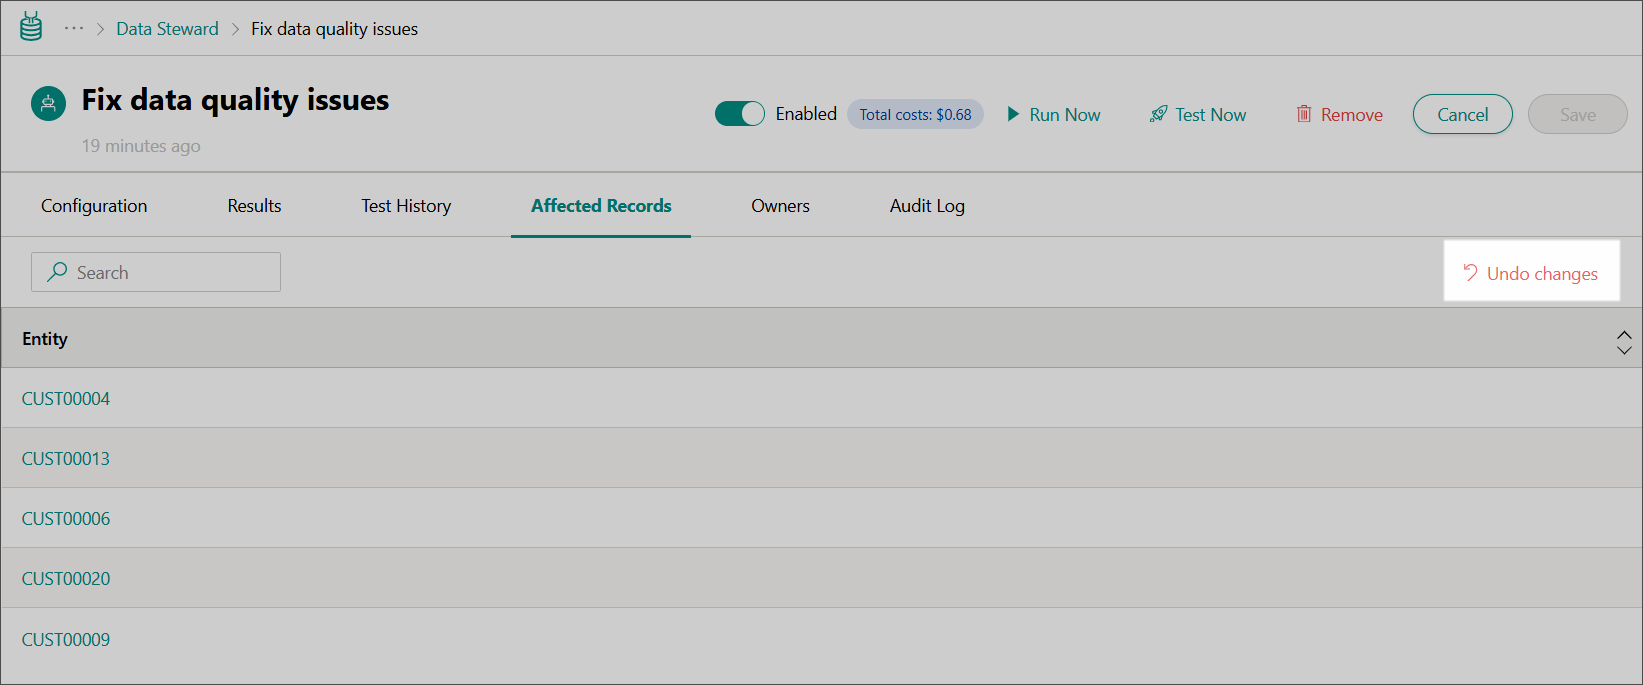 ··· > Data Steward > Fix data quality issues
Fix data quality issues
19 minutes ago
Enabled
Total costs: $0.68
Run Now
Test Now
Remove
Cancel
Save
Configuration
Results
Test History
Affected Records
Owners
Audit Log
Search
Undo changes
Entity
CUST00004
CUST00013
CUST00006
CUST00020
CUST00009